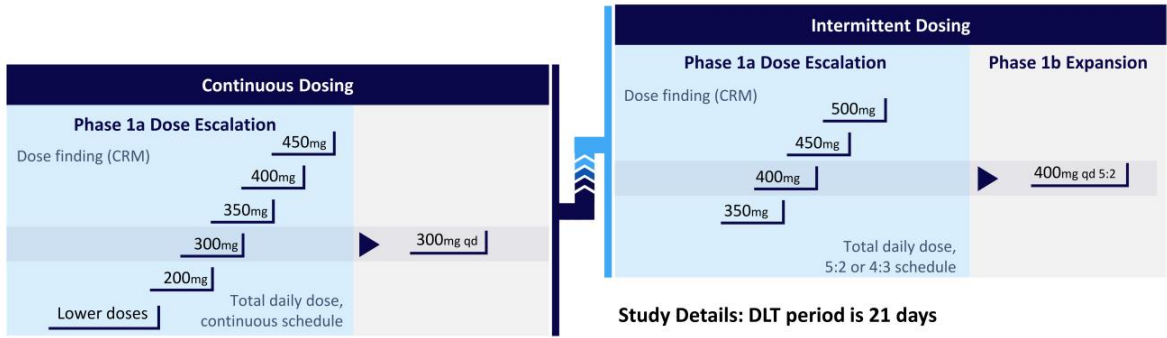 Continuous Dosing
Phase 1a Dose Escalation
Dose finding (CRM)
450mg
400mg
350mg
300mg
300mg qd
200mg
Lower doses
Total daily dose,
continuous schedule
Intermittent Dosing
Phase 1a Dose Escalation
Phase 1b Expansion
Dose finding (CRM)
500mg
450mg
400mg
400mg qd 5:2
350mg
Total daily dose,
5:2 or 4:3 schedule
Study Details: DLT period is 21 days